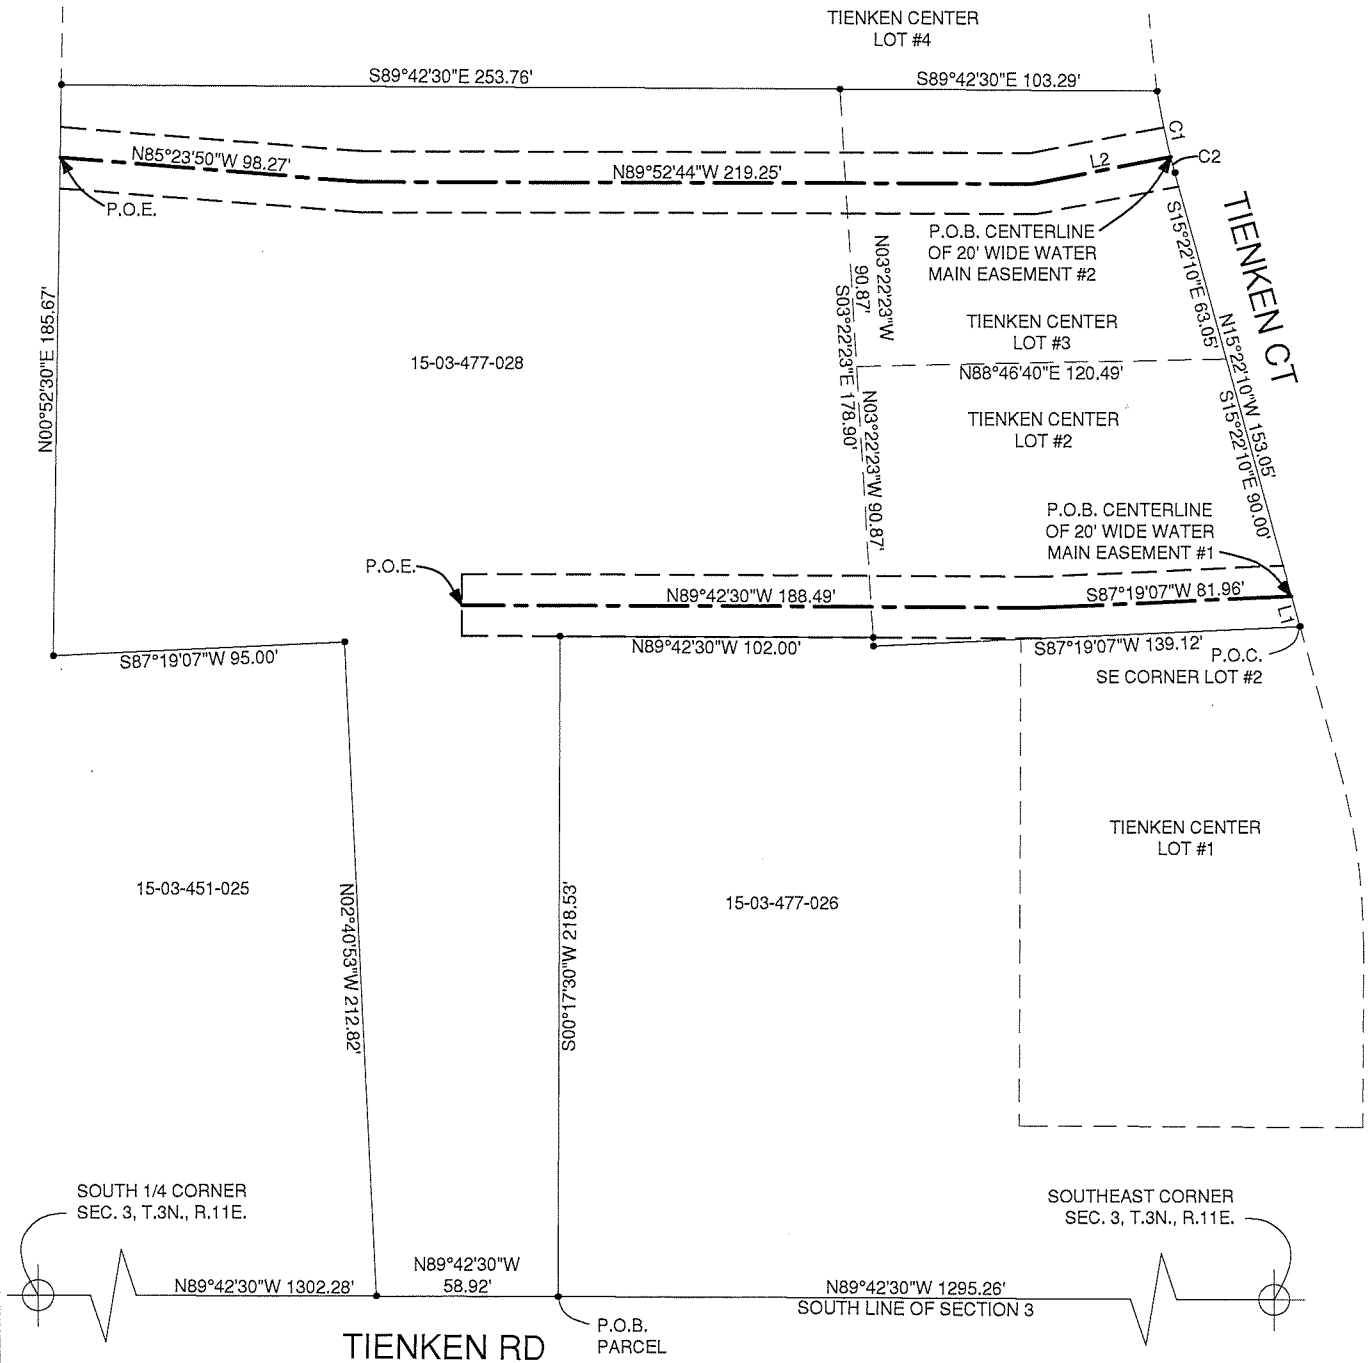 TIENKEN CENTER
LOT #4
S89°42'30"E 253.76'
S89°42'30"E 103.29'
C1
N85°23'50"W 98.27'
N89°52'44"W 219.25'
L2
C2
P.O.E.
P.O.B. CENTERLINE
OF 20' WIDE WATER
MAIN EASEMENT #2
TIENKEN CT
S15°22'10"E 63.05'
N15°22'10"W 153.05'
S15°22'10"E 90.00'
N00°52'30"E 185.67'
N03°22'23"W
90.87'
S03°22'23"E 178.90'
TIENKEN CENTER
LOT #3
15-03-477-028
N88°46'40"E 120.49'
TIENKEN CENTER
LOT #2
N03°22'23"W 90.87'
P.O.B. CENTERLINE
OF 20' WIDE WATER
MAIN EASEMENT #1
P.O.E.
N89°42'30"W 188.49'
S87°19'07"W 81.96'
L1
S87°19'07"W 95.00'
N89°42'30"W 102.00'
S87°19'07"W 139.12'
P.O.C.
SE CORNER LOT #2
TIENKEN CENTER
LOT #1
15-03-451-025
N02°40'53"W 212.82'
S00°17'30"W 218.53'
15-03-477-026
SOUTH 1/4 CORNER
SEC. 3, T.3N., R.11E.
SOUTHEAST CORNER
SEC. 3, T.3N., R.11E.
N89°42'30"W 1302.28'
N89°42'30"W
58.92'
N89°42'30"W 1295.26'
SOUTH LINE OF SECTION 3
P.O.B.
PARCEL
TIENKEN RD